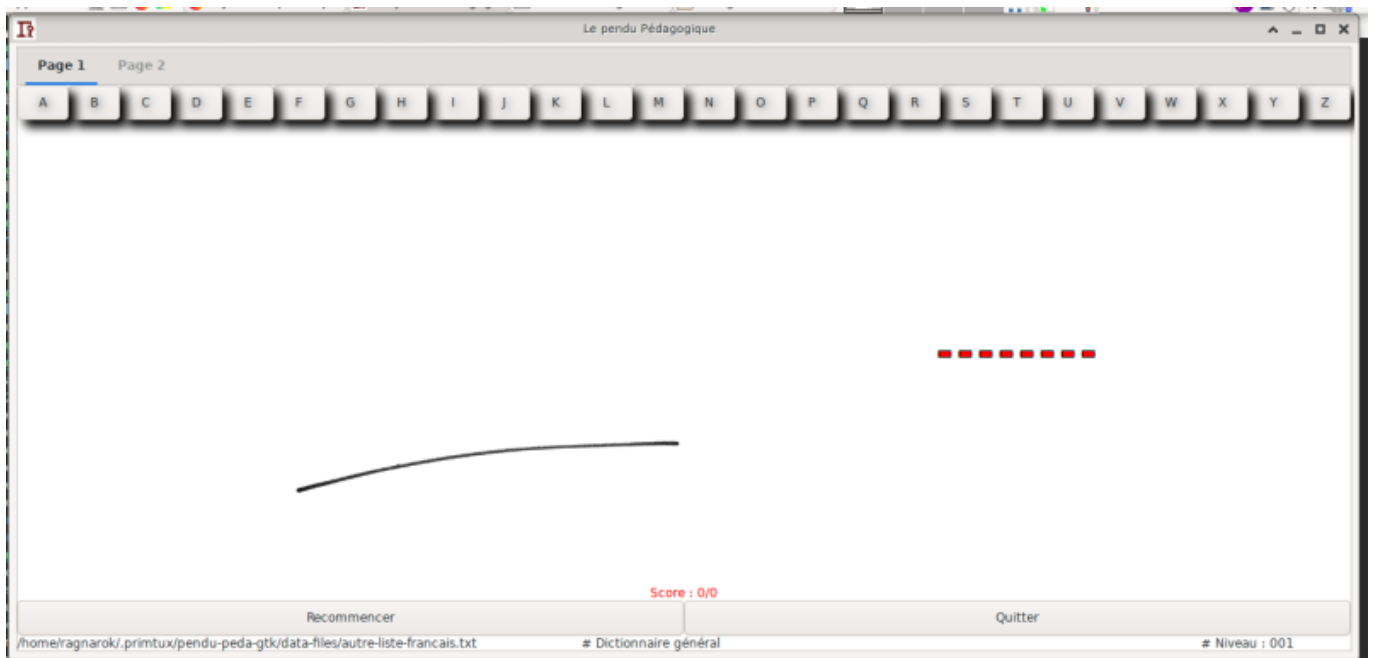 Le pendu Pédagogique
Page 1 Page 2
A B C D E F G H I J K L M N O P Q R S T U V W X Y Z
Score : 0/0
Recommencer Quitter
/home/ragnarok/.primtux/pendu-peda-gtk/data-files/autre-liste-francais.txt # Dictionnaire général # Niveau : 001